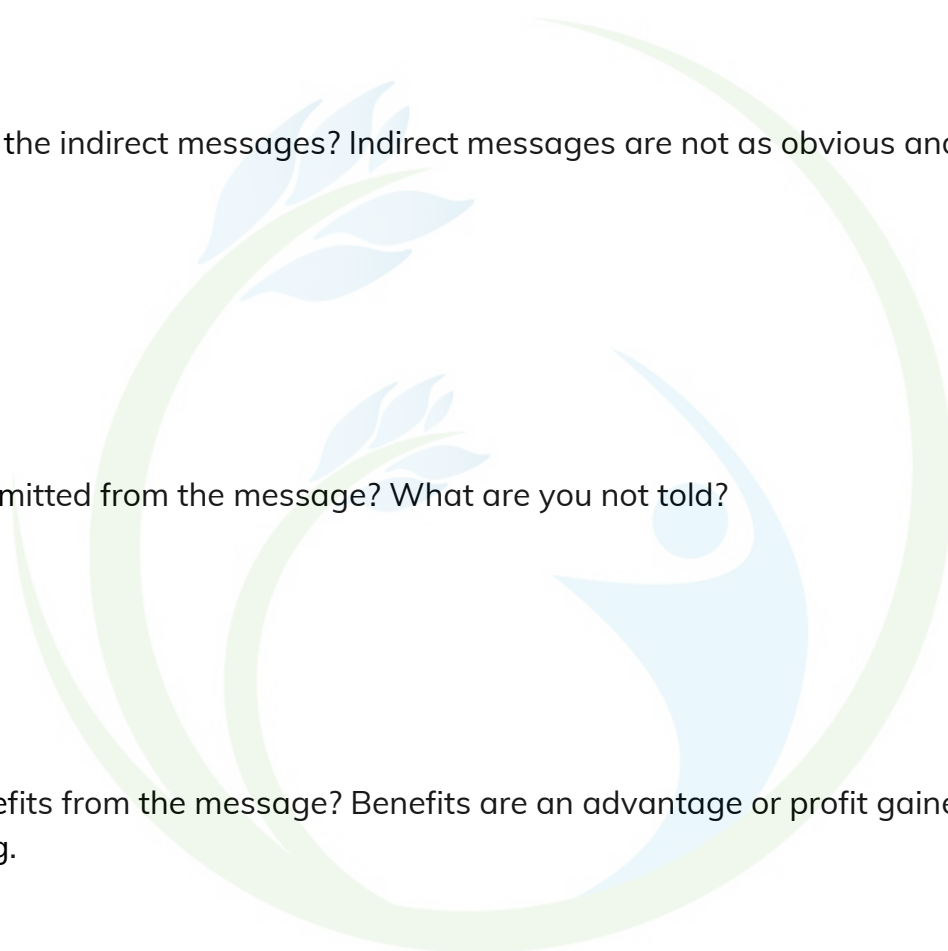 the indirect messages? Indirect messages are not as obvious and
mitted from the message? What are you not told?
efits from the message? Benefits are an advantage or profit gaine
g.